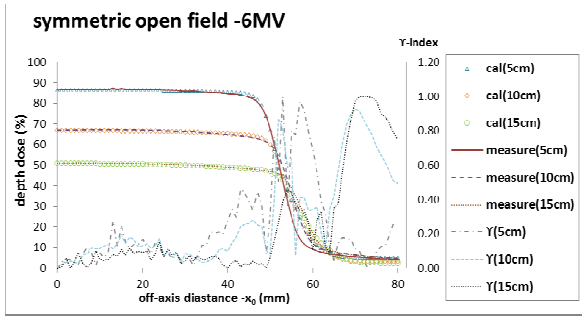 symmetric open field -6MV
ϒ-index
100
90
80
70
60
50
40
30
20
10
0
depth dose (%)
1.20
1.00
0.80
0.60
0.40
0.20
0.00
0 20 40 60 80
off-axis diastance -x₀ (mm)
cal(5cm)
cal(10cm)
cal(15cm)
measure(5cm)
measure(10cm)
measure(15cm)
ϒ(5cm)
ϒ(10cm)
ϒ(15cm)